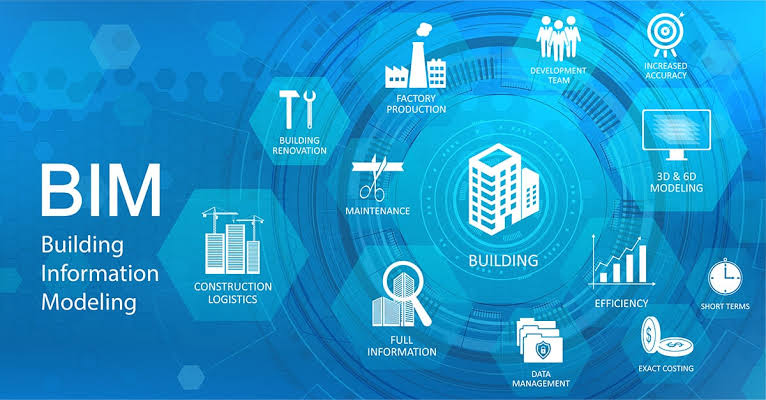 BIM
Building
Information
Modeling
BUILDING
RENOVATION
FACTORY
PRODUCTION
DEVELOPMENT
TEAM
INCREASED
ACCURACY
3D & 6D
MODELING
MAINTENANCE
BUILDING
CONSTRUCTION
LOGISTICS
EFFICIENCY
SHORT TERMS
FULL
INFORMATION
DATA
MANAGEMENT
EXACT COSTING